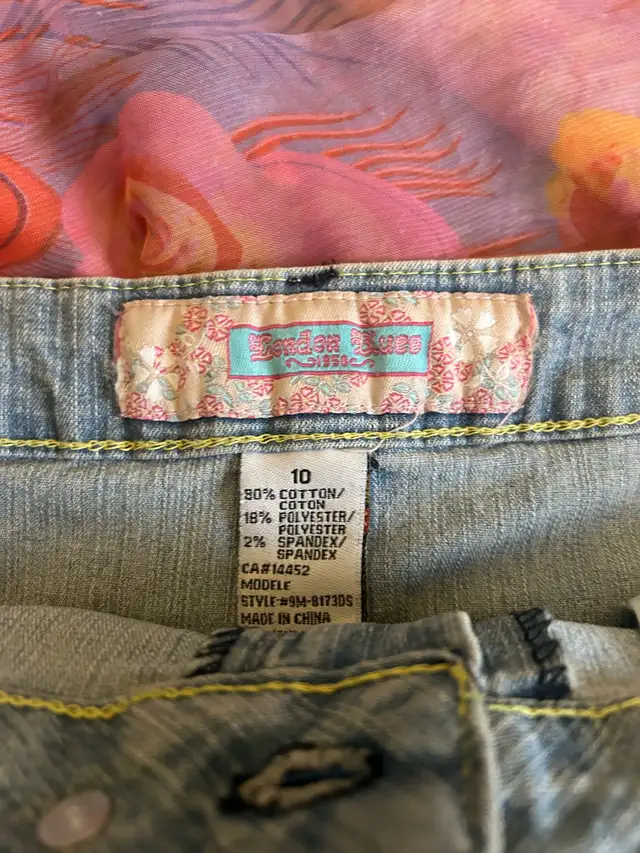 London Luss
1958
10
80% COTTON/
COTON
18% POLYESTER/
POLYESTER
2% SPANDEX/
SPANDEX
CA#14452
MODELE
STYLE:#9M-8173DS
MADE IN CHINA